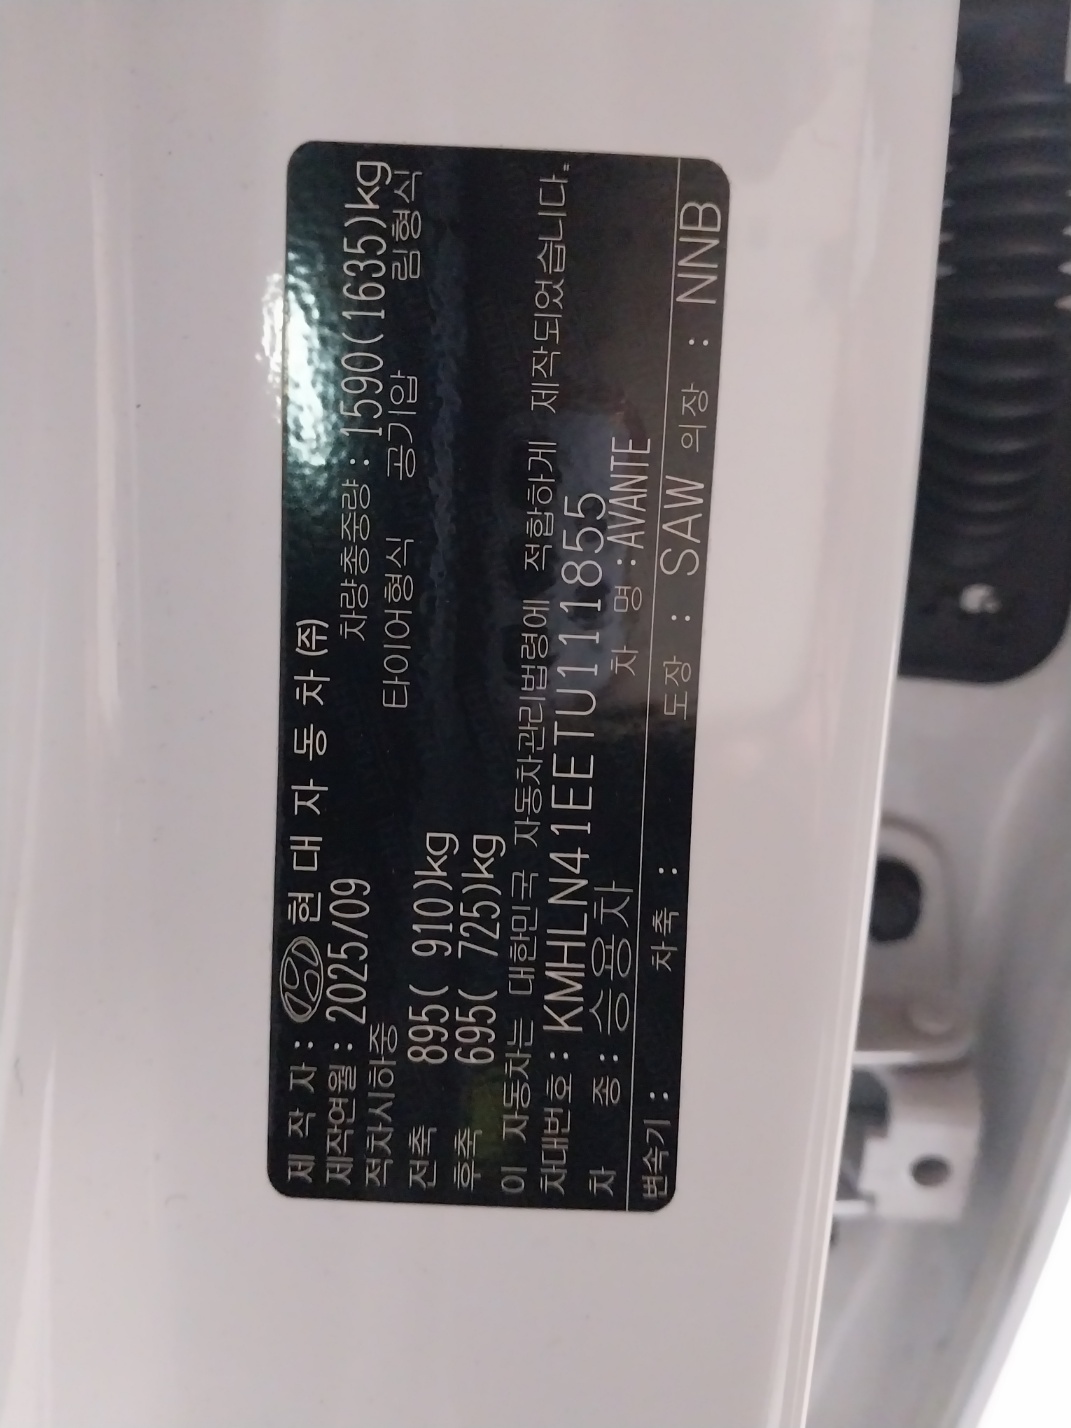 제 작 자 : 현 대 자 동 차 (주)
제작연월 : 2025/09 차량총중량 : 1590(1635)kg
적차시하중 타이어형식 공기압 림형식
전축 895( 910)kg
후축 695( 725)kg
이 자동차는 대한민국 자동차관리법령에 적합하게 제작되었습니다.
차대번호 : KMHLN41EETU111855
차 종 : 승용차 차 명 : AVANTE
변속기 : 차축 : 도장 : SAW 의장 : NNB